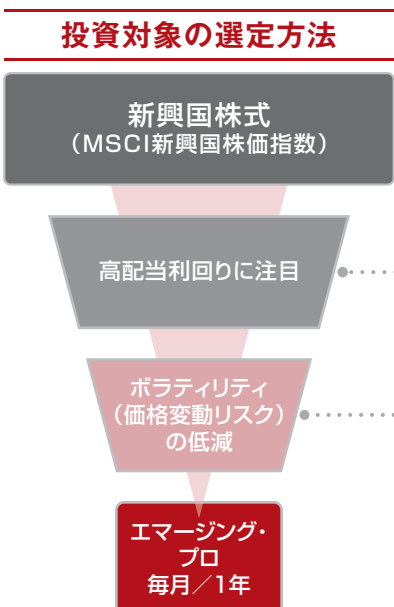 投資対象の選定方法
新興国株式
（MSCI新興国株価指数）
高配当利回りに注目
ボラティリティ
（価格変動リスク）
の低減
エマージング・
プロ
毎月／1年